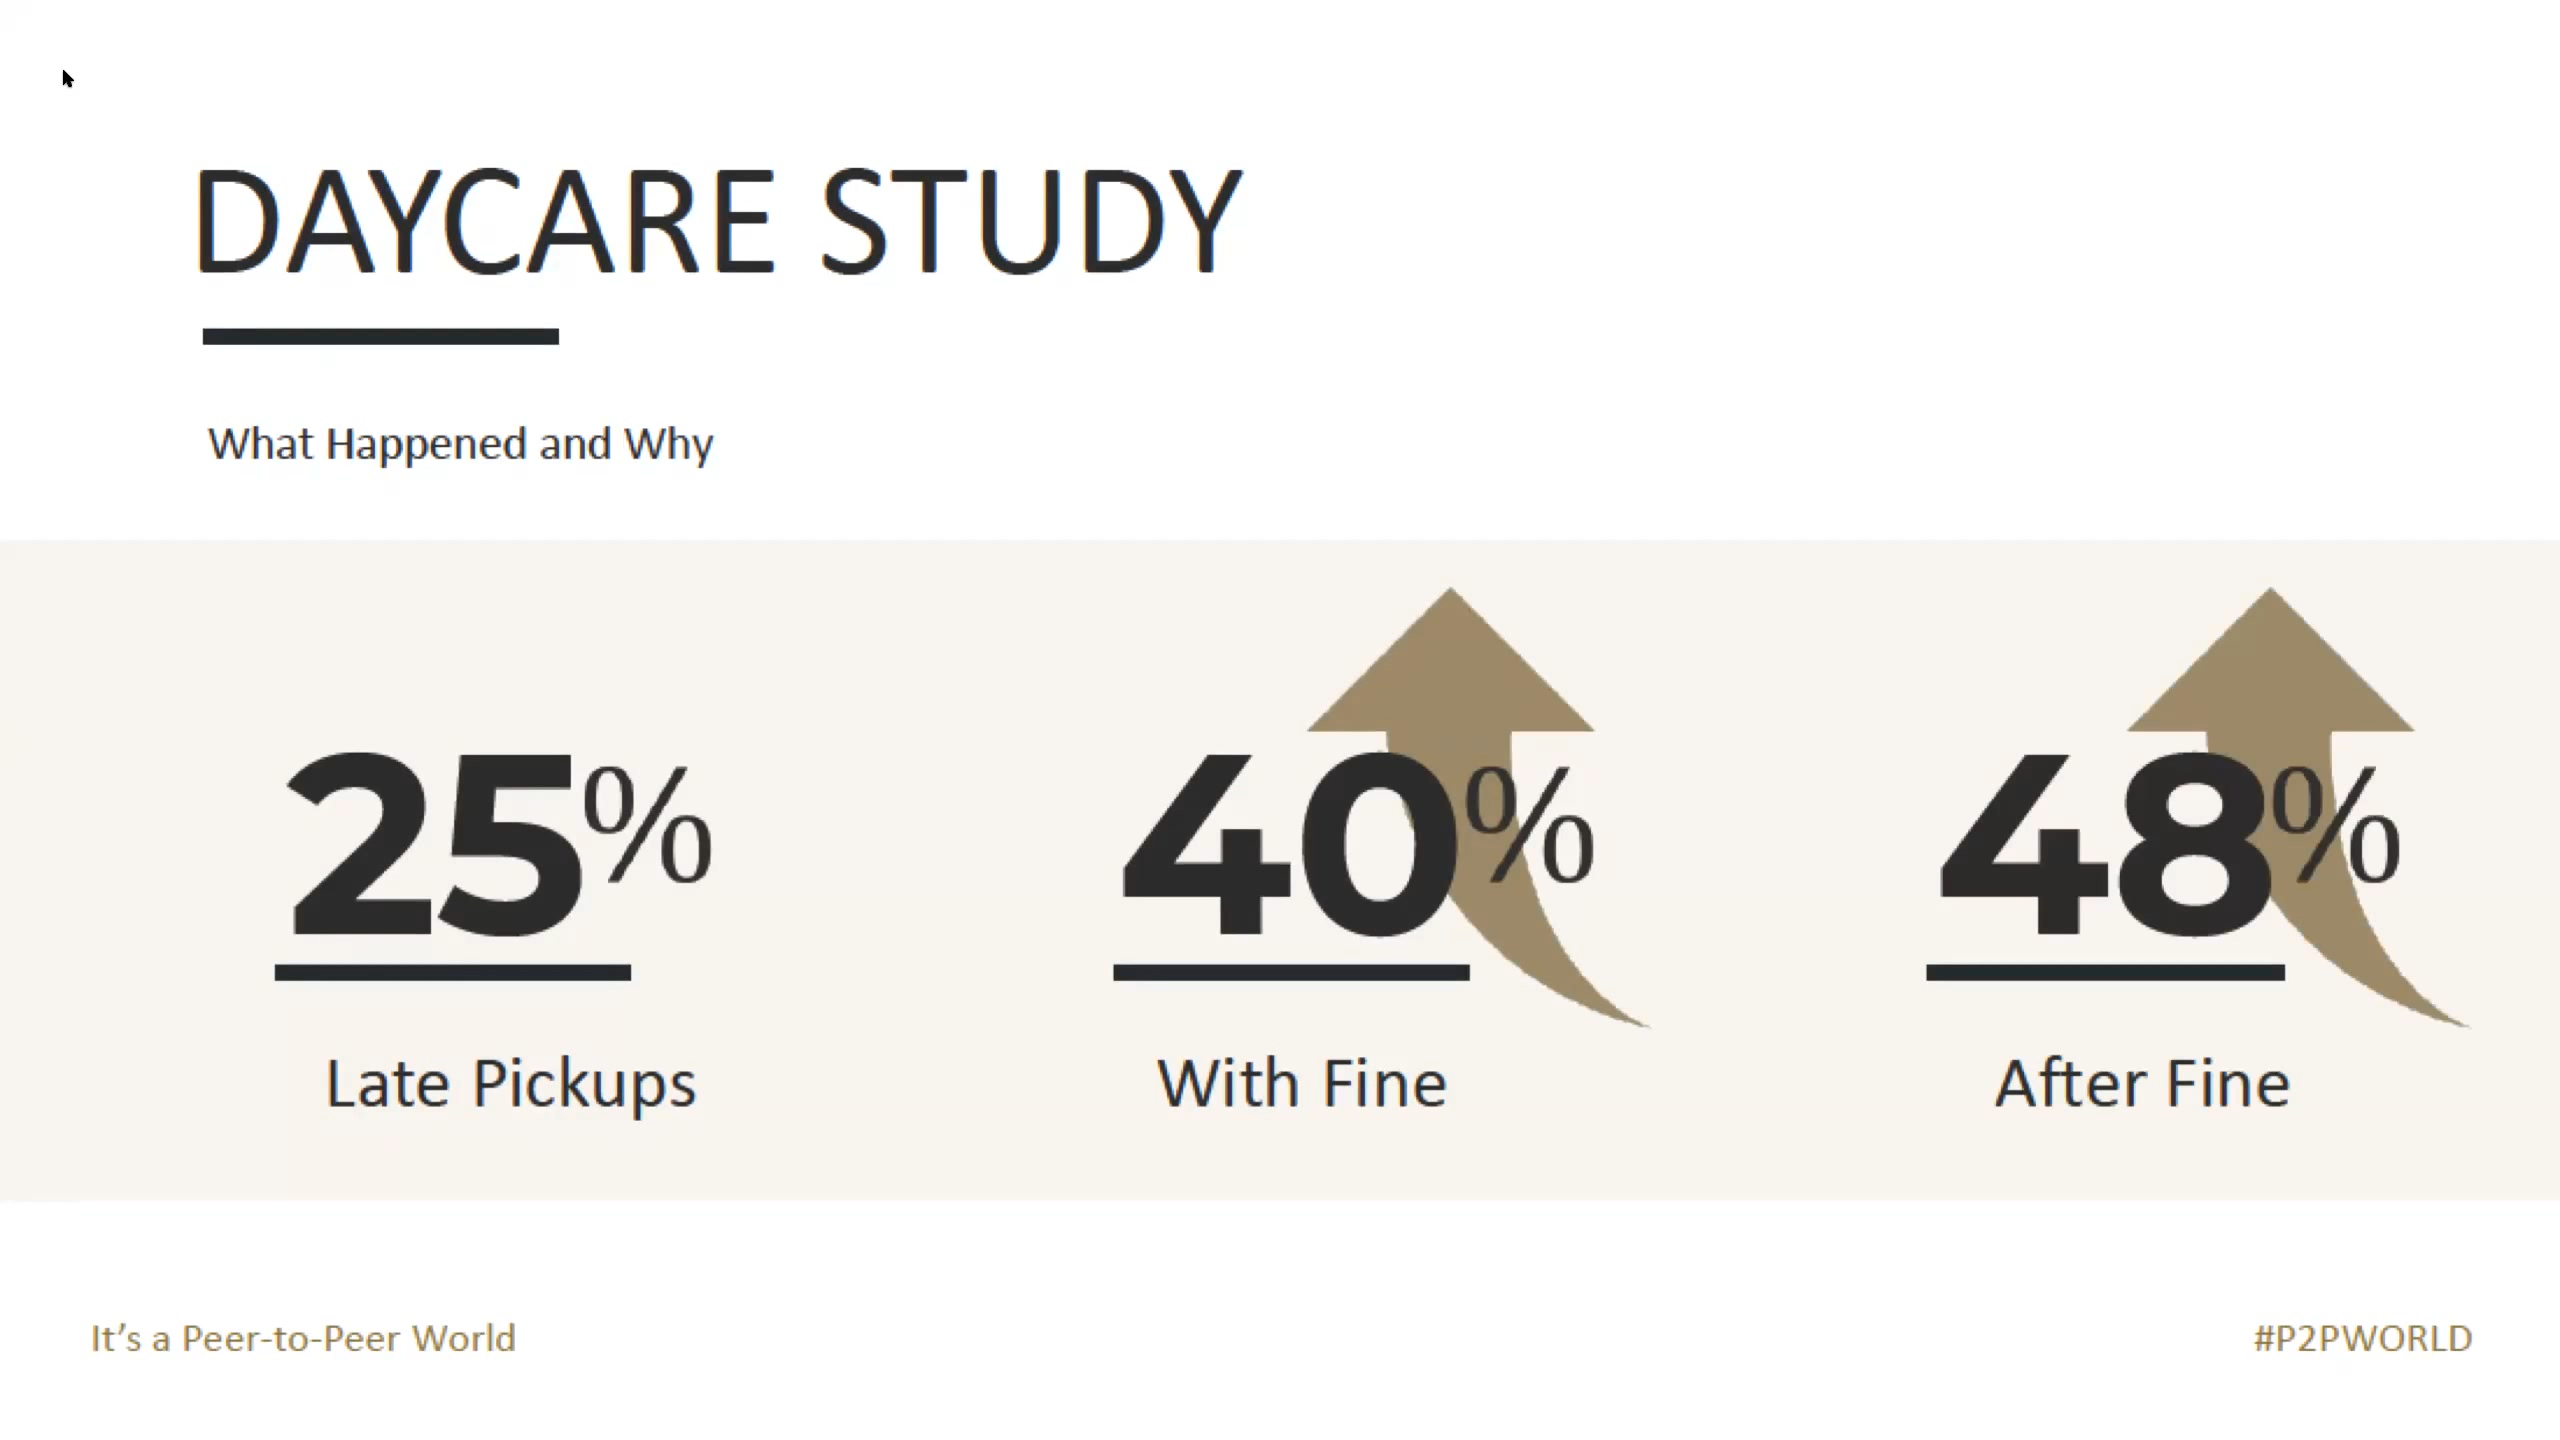 DAYCARE STUDY
What Happened and Why
25%
40%
48%
Late Pickups
With Fine
After Fine
It’s a Peer-to-Peer World
#P2PWORLD